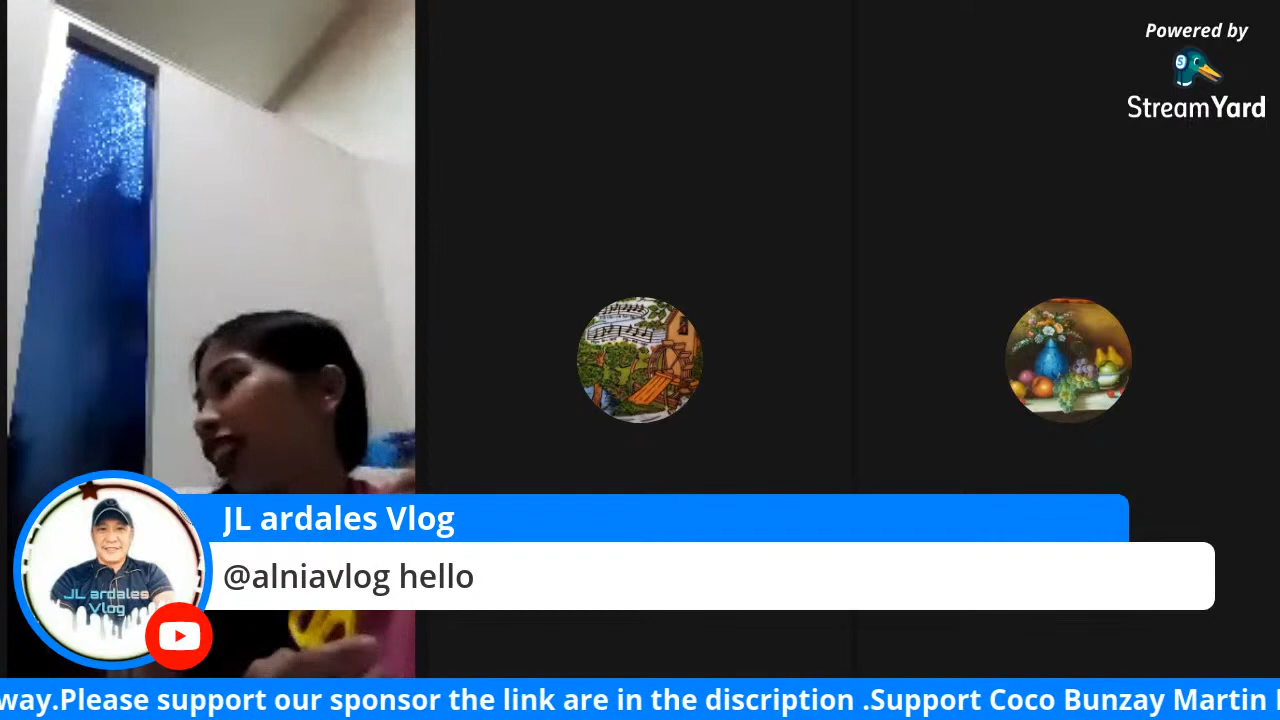 Powered by
StreamYard
JL ardales Vlog
@alniavlog hello
JL ardales
Vlog
way.Please support our sponsor the link are in the discription .Support Coco Bunzay Martin